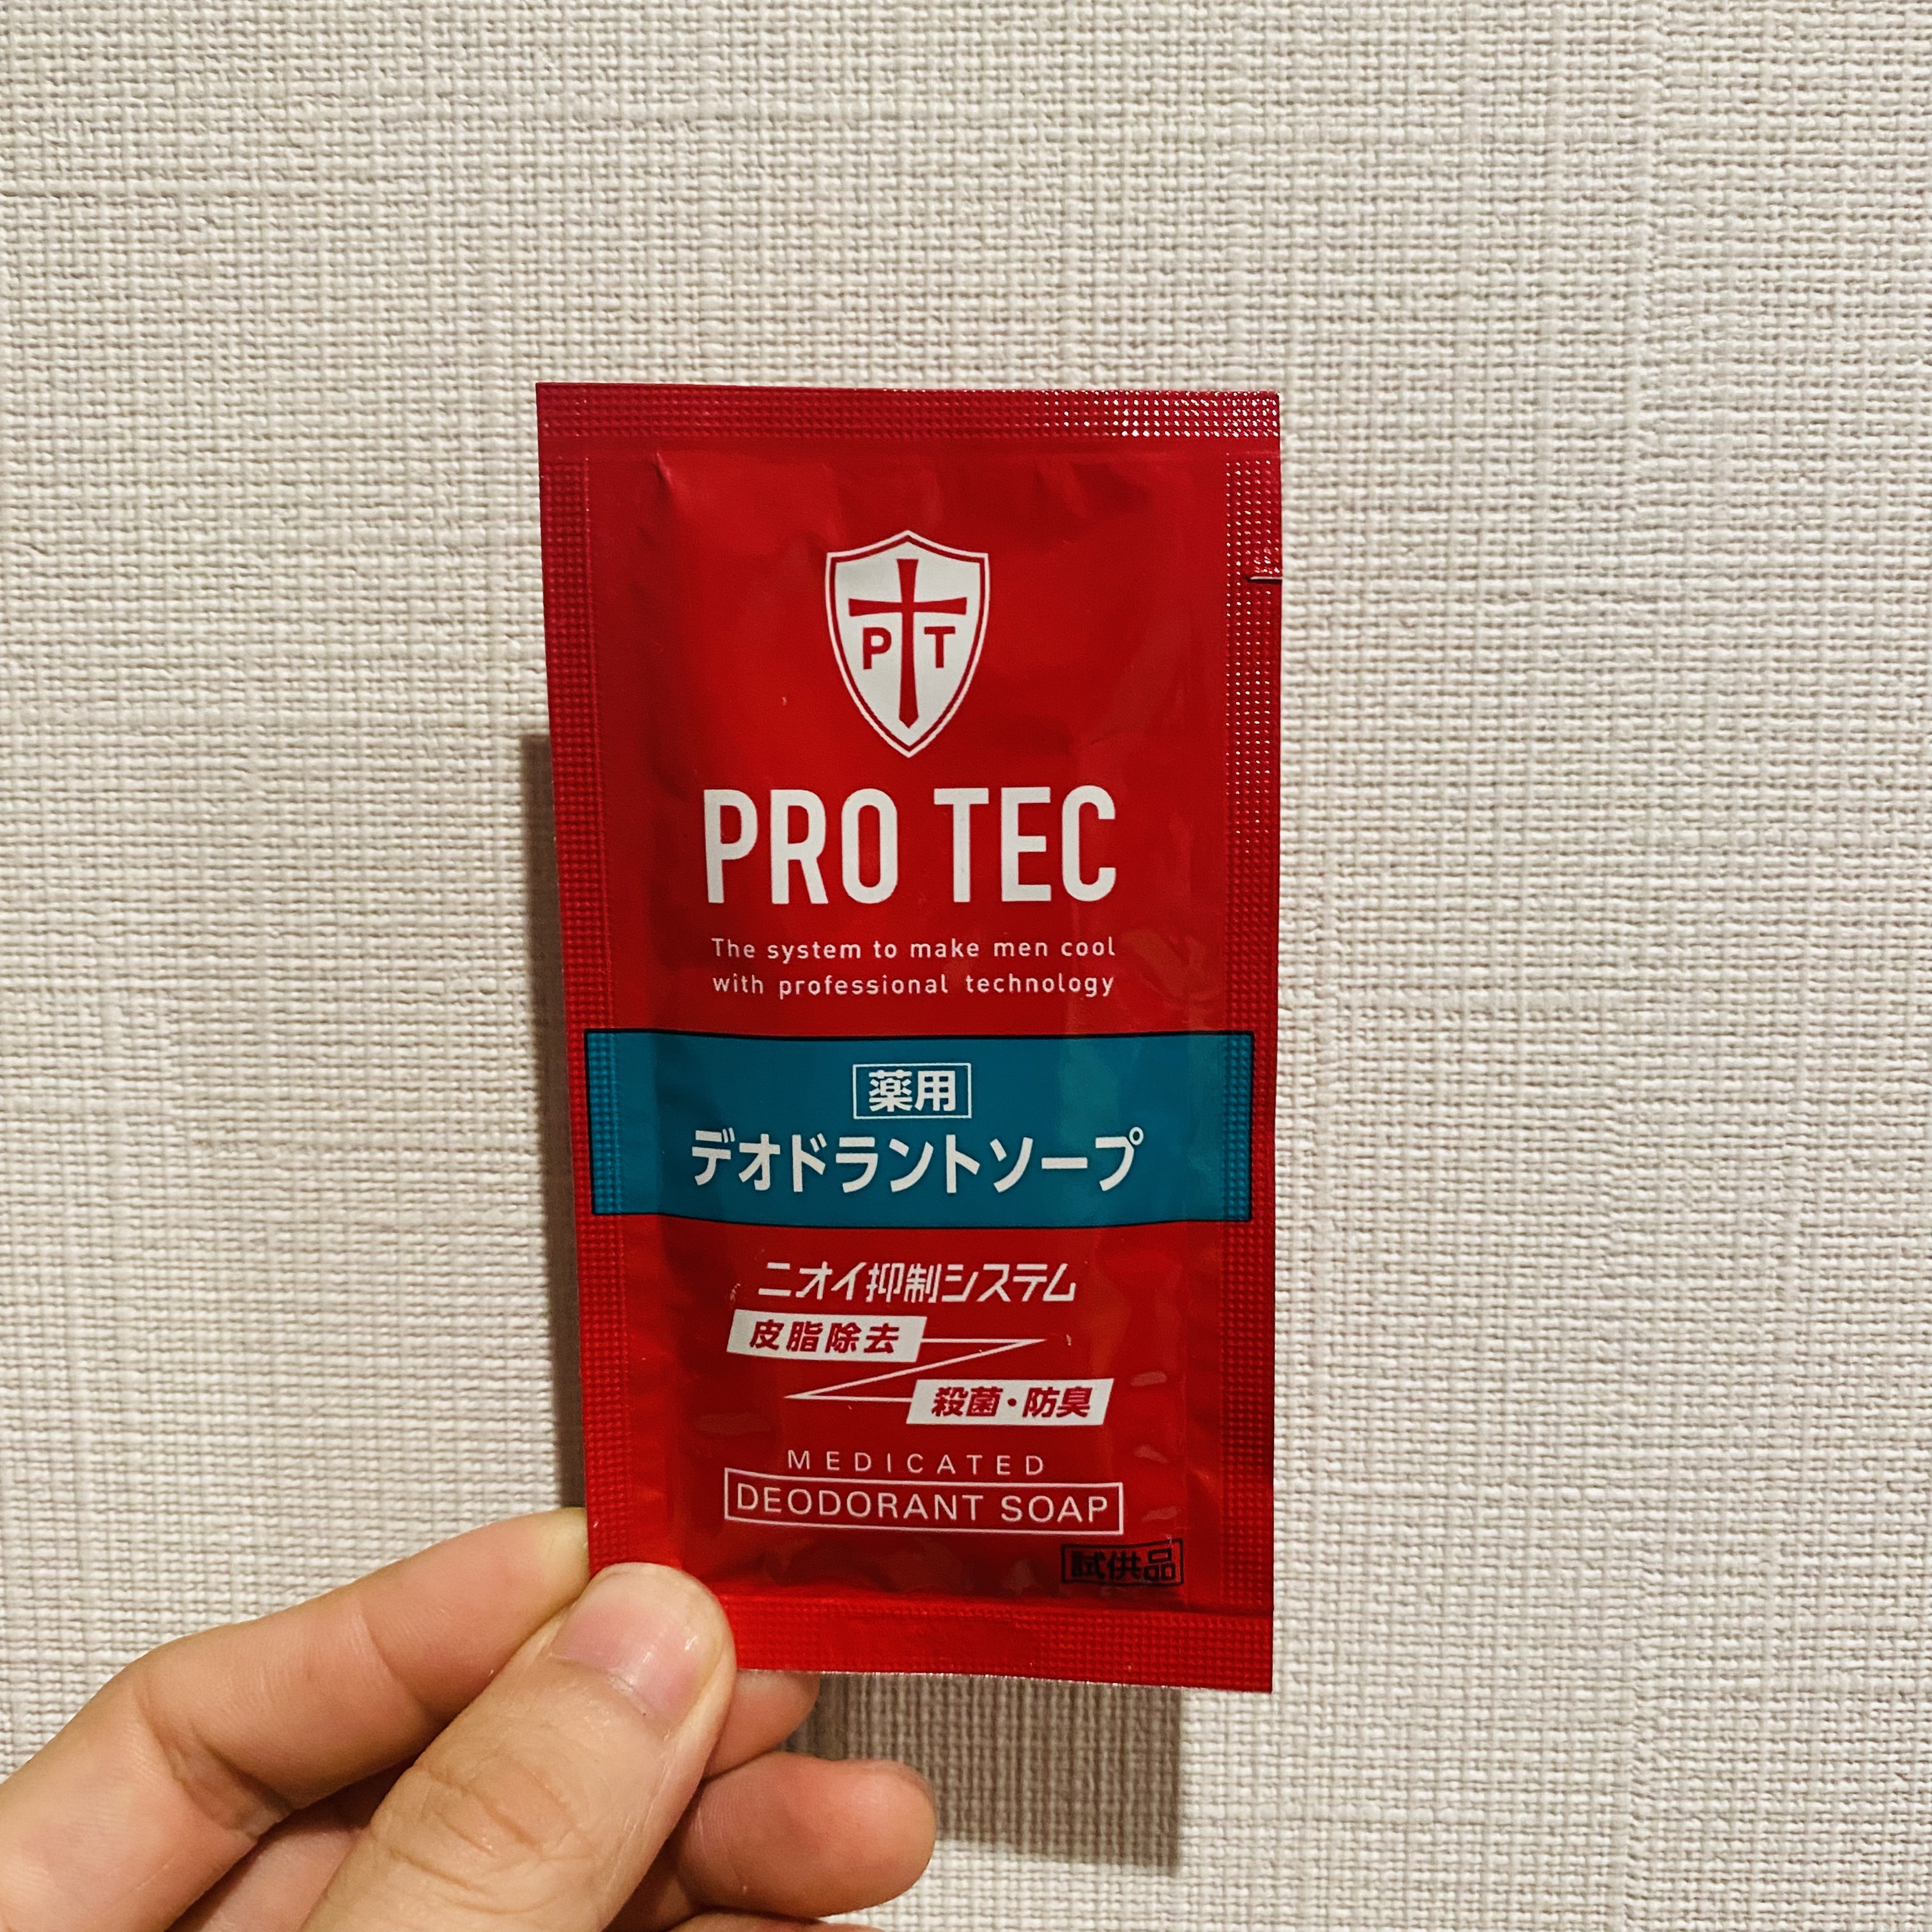 P T
PRO TEC
The system to make men cool
with professional technology
薬用
デオドラントソープ
ニオイ抑制システム
皮脂除去
殺菌・防臭
MEDICATED
DEODORANT SOAP
試供品